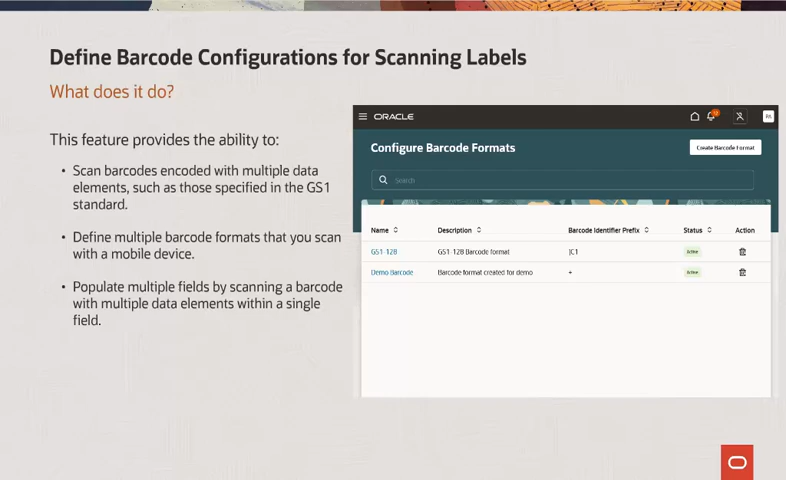 Define Barcode Configurations for Scanning Labels
What does it do?
This feature provides the ability to:
• Scan barcodes encoded with multiple data
elements, such as those specified in the GS1
standard.
• Define multiple barcode formats that you scan
with a mobile device.
• Populate multiple fields by scanning a barcode
with multiple data elements within a single
field.
ORACLE
Configure Barcode Formats
Create Barcode Format
Search
Name Description Barcode Identifier Prefix Status Action
GS1-128 GS1-128 Barcode format ]C1 Active
Demo Barcode Barcode format created for demo + Active